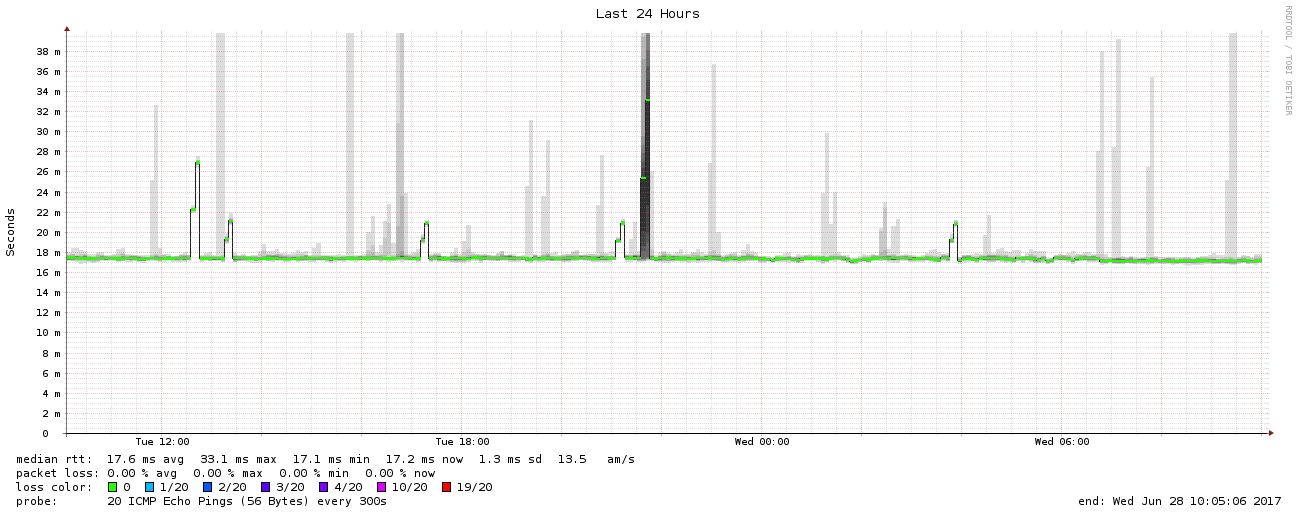 Last 24 Hours
RRDTOOL / TOBI OETIKER
Seconds
38 m
36 m
34 m
32 m
30 m
28 m
26 m
24 m
22 m
20 m
18 m
16 m
14 m
12 m
10 m
8 m
6 m
4 m
2 m
0
Tue 12:00 Tue 18:00 Wed 00:00 Wed 06:00
median rtt: 17.6 ms avg 33.1 ms max 17.1 ms min 17.2 ms now 1.3 ms sd 13.5 am/s
packet loss: 0.00 % avg 0.00 % max 0.00 % min 0.00 % now
loss color: 0 1/20 2/20 3/20 4/20 10/20 19/20
probe: 20 ICMP Echo Pings (56 Bytes) every 300s end: Wed Jun 28 10:05:06 2017